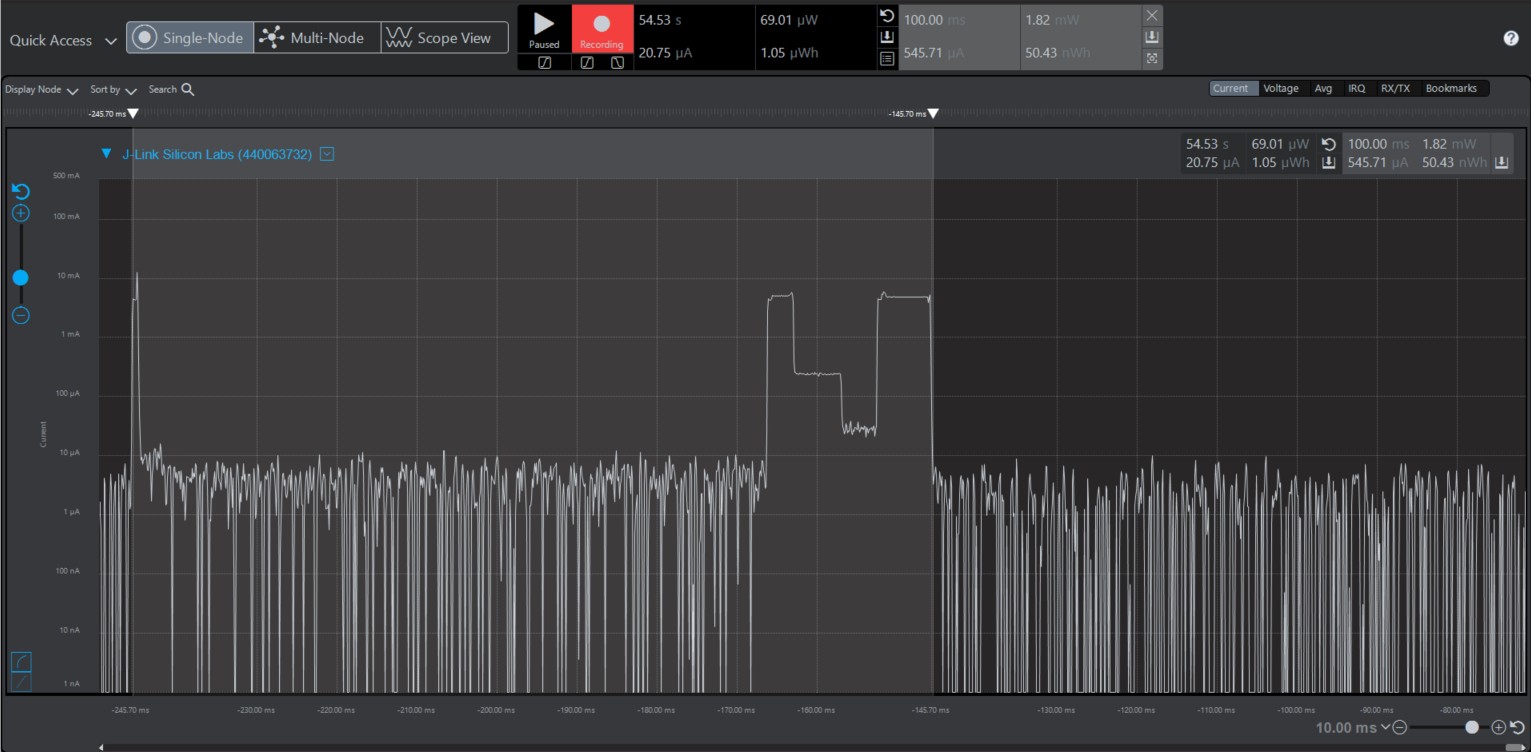 Quick Access
Single-Node
Multi-Node
Scope View
Paused
Recording
54.53 s
69.01 µW
20.75 µA
1.05 µWh
100.00 ms
1.82 mW
545.71 µA
50.43 nWh
Display Node
Sort by
Search
Current
Voltage
Avg
IRQ
RX/TX
Bookmarks
-245.70 ms
-145.70 ms
J-Link Silicon Labs (440063732)
54.53 s 69.01 µW 100.00 ms 1.82 mW
20.75 µA 1.05 µWh 545.71 µA 50.43 nWh
500 mA
100 mA
10 mA
1 mA
100 µA
10 µA
1 µA
100 nA
10 nA
1 nA
Current
-245.70 ms -230.00 ms -220.00 ms -210.00 ms -200.00 ms -190.00 ms -180.00 ms -170.00 ms -160.00 ms -145.70 ms -130.00 ms -120.00 ms -110.00 ms -100.00 ms -90.00 ms -80.00 ms
10.00 ms